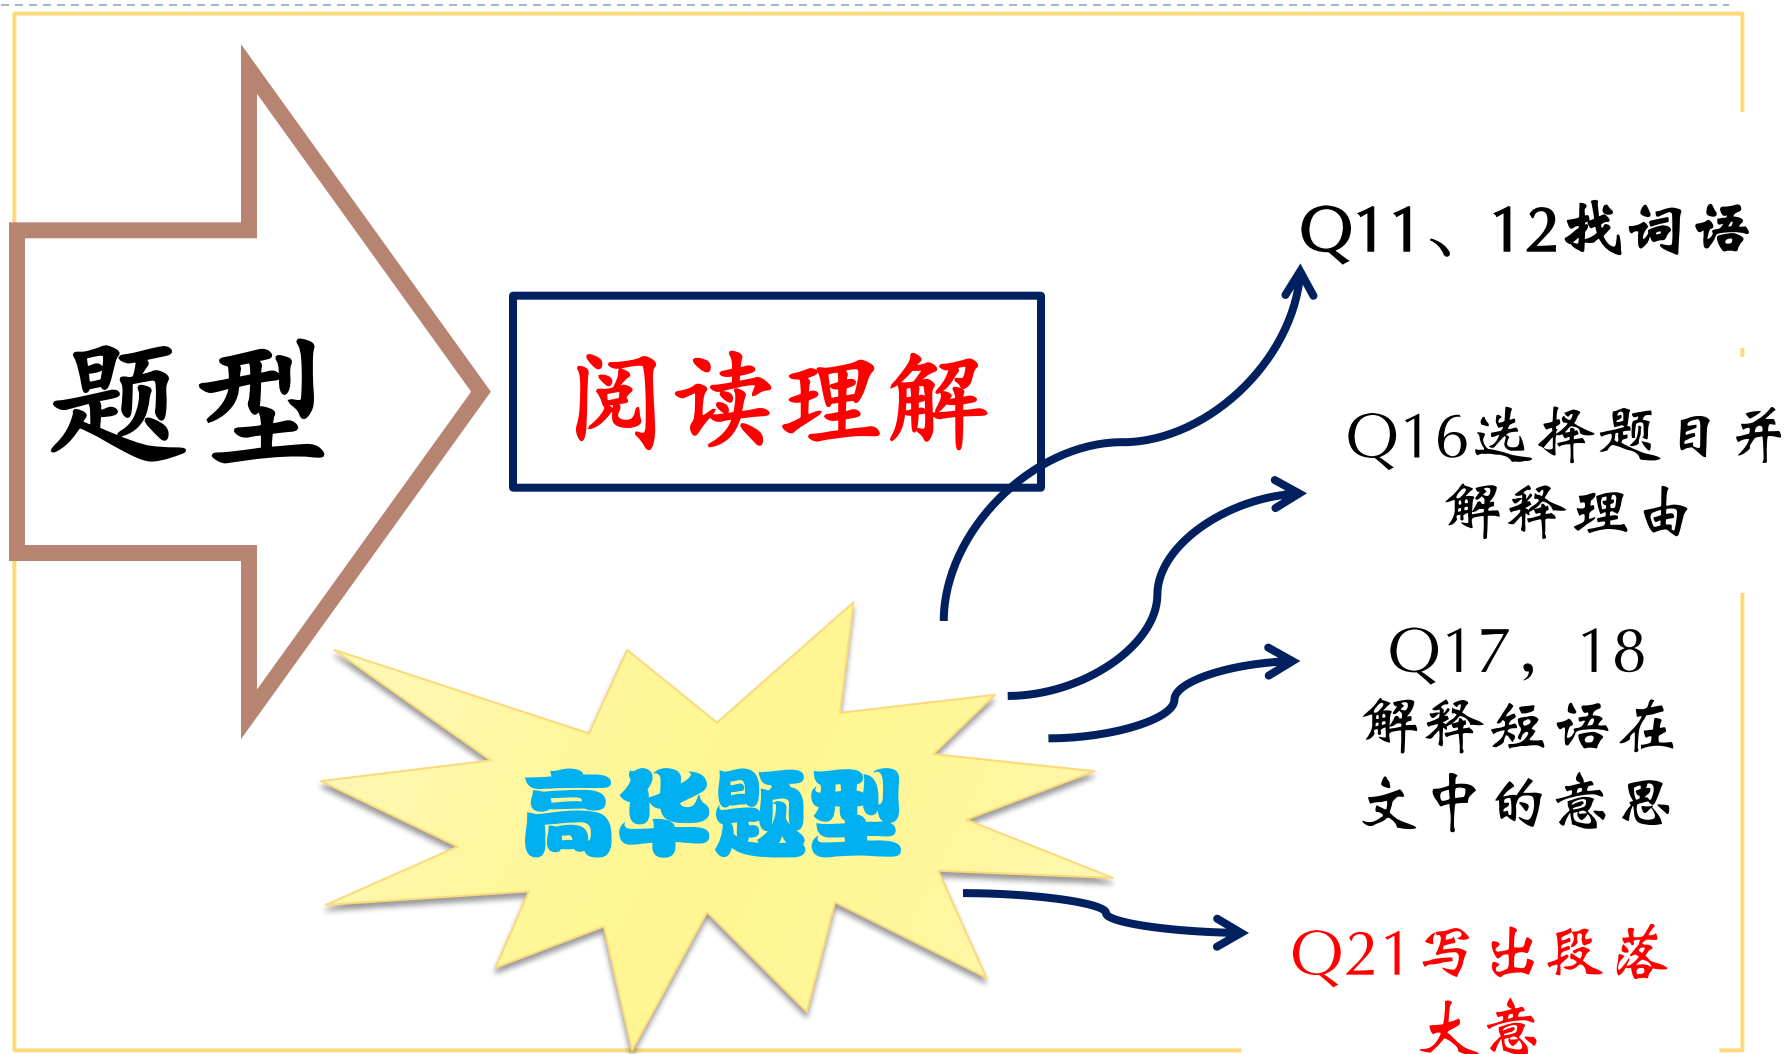 题型
阅读理解
高华题型
Q11、12找词语
Q16选择题目并
解释理由
Q17，18
解释短语在
文中的意思
Q21写出段落
大意